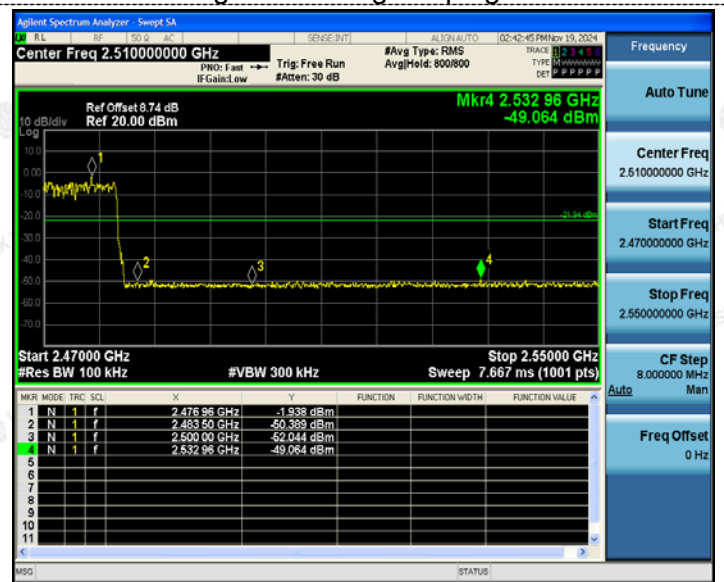 Agilent Spectrum Analyzer - Swept SA
RL RF 50 Ω AC SENSE:INT ALIGNAUTO 02:42:45 PM Nov 19, 2024
Center Freq 2.510000000 GHz
PNO: Fast
IFGain:Low
Trig: Free Run
#Atten: 30 dB
#Avg Type: RMS
Avg|Hold: 800/800
TRACE 1 2 3 4 5 6
TYPE M W W W W W
DET P P P P P P
Ref Offset 8.74 dB
10 dB/div Ref 20.00 dBm
Log
Mkr4 2.532 96 GHz
-49.064 dBm
10.0
0.00
-10.0
-20.0
-30.0
-40.0
-50.0
-60.0
-70.0
1
2
3
4
-21.94 dBm
Start 2.47000 GHz Stop 2.55000 GHz
#Res BW 100 kHz #VBW 300 kHz Sweep 7.667 ms (1001 pts)
MKR MODE TRC SCL X Y FUNCTION FUNCTION WIDTH FUNCTION VALUE
1 N 1 f 2.476 96 GHz -1.938 dBm
2 N 1 f 2.483 50 GHz -50.389 dBm
3 N 1 f 2.500 00 GHz -52.044 dBm
4 N 1 f 2.532 96 GHz -49.064 dBm
5
6
7
8
9
10
11
MSG STATUS
Frequency
Auto Tune
Center Freq
2.510000000 GHz
Start Freq
2.470000000 GHz
Stop Freq
2.550000000 GHz
CF Step
8.000000 MHz
Auto Man
Freq Offset
0 Hz